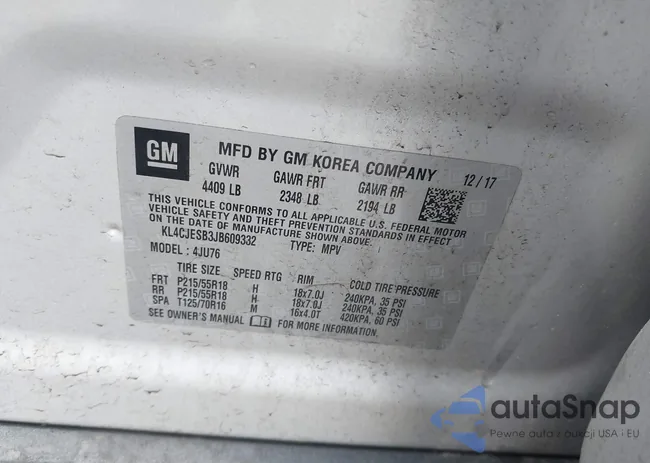 GM
MFD BY GM KOREA COMPANY 12/17
GVWR GAWR FRT GAWR RR
4409 LB 2348 LB 2194 LB
THIS VEHICLE CONFORMS TO ALL APPLICABLE U.S. FEDERAL MOTOR
VEHICLE SAFETY AND THEFT PREVENTION STANDARDS IN EFFECT
ON THE DATE OF MANUFACTURE SHOWN ABOVE.
KL4CJESB3JB609332 TYPE: MPV
MODEL: 4JU76
TIRE SIZE SPEED RTG RIM COLD TIRE PRESSURE
FRT P215/55R18 H 18x7.0J 240KPA, 35 PSI
RR P215/55R18 H 18x7.0J 240KPA, 35 PSI
SPA T125/70R16 M 16x4.0T 420KPA, 60 PSI
SEE OWNER'S MANUAL FOR MORE INFORMATION.
autaSnap
Pewne auta z aukcji USA i EU